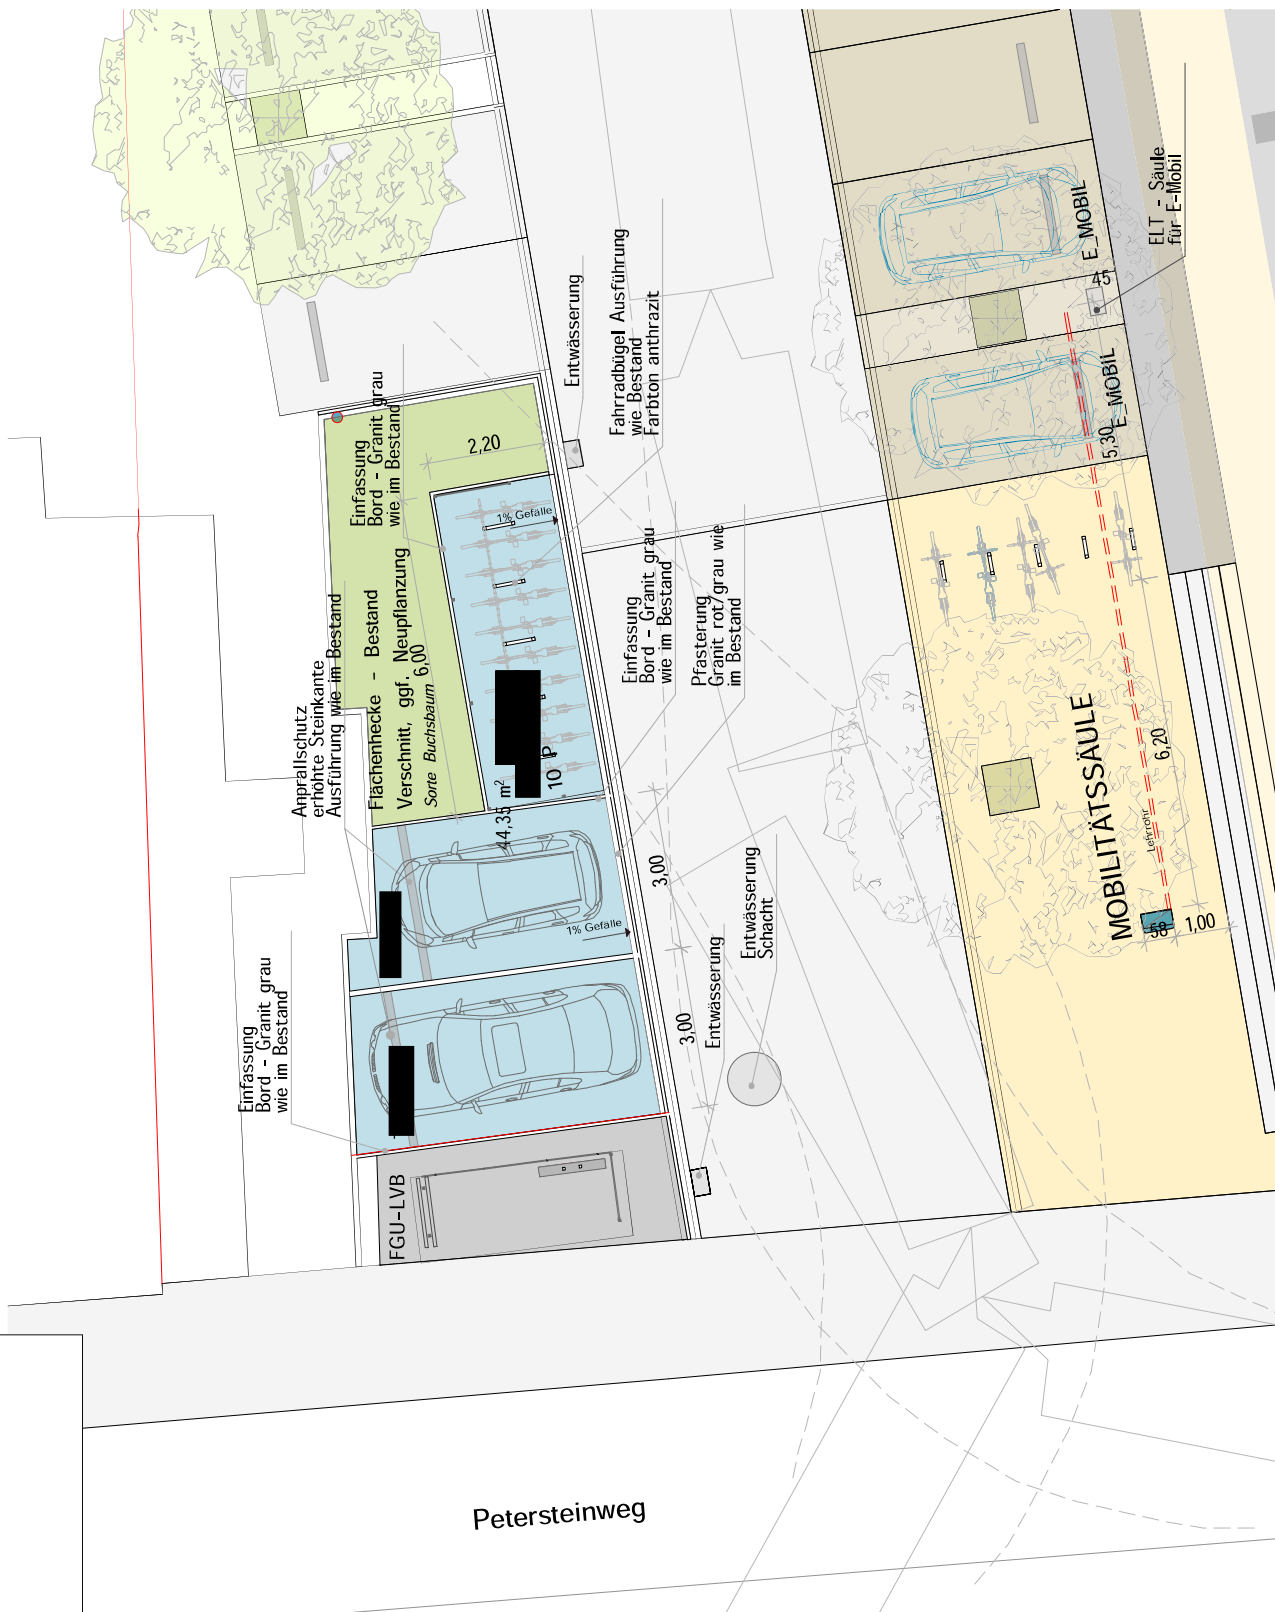 ELT - Säule
für E-Mobil
E_MOBIL
45
E_MOBIL
5,30
Entwässerung
Fahrradbügel Ausführung
wie Bestand
Farbton anthrazit
Einfassung
Bord - Granit grau
wie im Bestand
2,20
1% Gefälle
Anprallschutz
erhöhte Steinkante
Ausführung wie im Bestand
Flächenhecke - Bestand
Verschnitt, ggf. Neupflanzung
Sorte Buchsbaum
6,00
10 P
44,35 m²
Einfassung
Bord - Granit grau
wie im Bestand
Pfasterung
Granit rot/grau wie
im Bestand
MOBILITÄTSSÄULE
6,20
Lehrrohr
58
1,00
3,00
1% Gefälle
Entwässerung
Schacht
3,00
Entwässerung
Einfassung
Bord - Granit grau
wie im Bestand
FGU-LVB
Petersteinweg